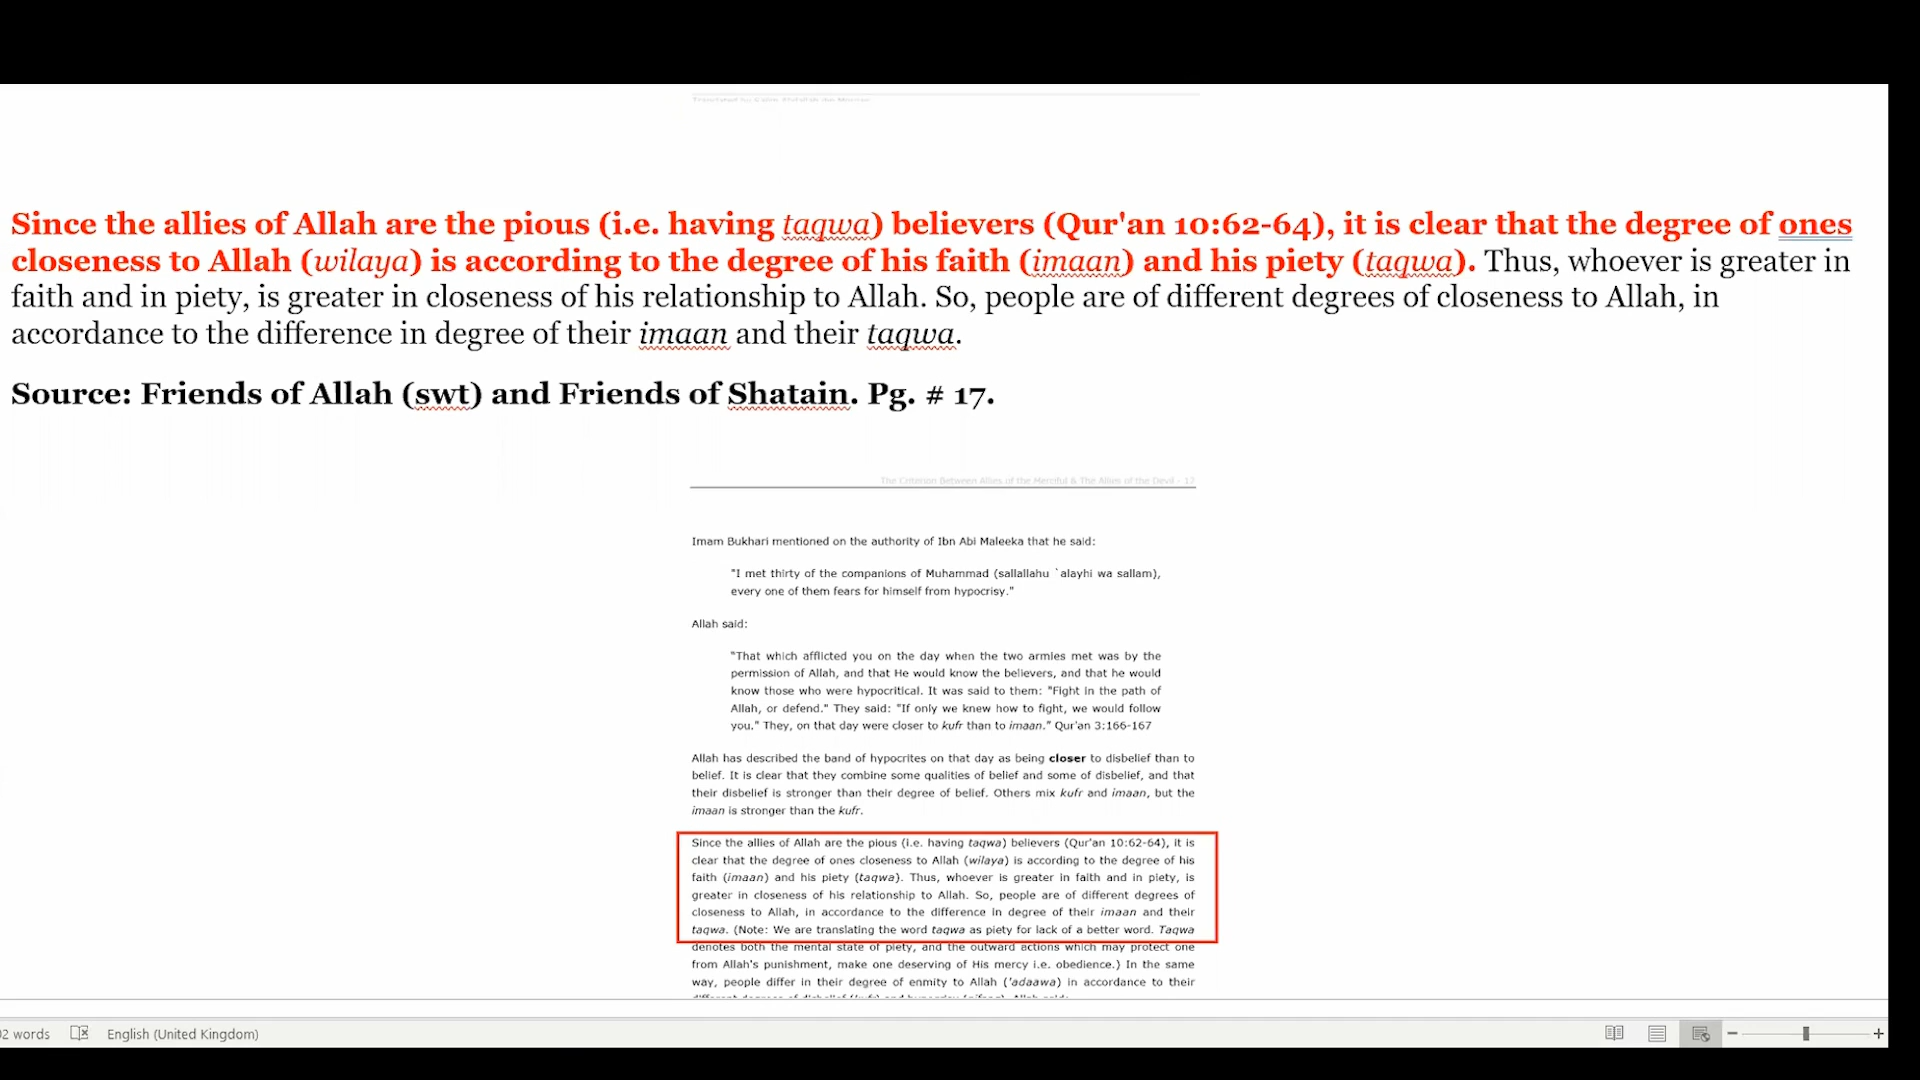 Since the allies of Allah are the pious (i.e. having taqwa) believers (Qur'an 10:62-64), it is clear that the degree of ones
closeness to Allah (wilaya) is according to the degree of his faith (imaan) and his piety (taqwa). Thus, whoever is greater in
faith and in piety, is greater in closeness of his relationship to Allah. So, people are of different degrees of closeness to Allah, in
accordance to the difference in degree of their imaan and their taqwa.
Source: Friends of Allah (swt) and Friends of Shatain. Pg. # 17.
The Criterion Between Allies of the Merciful & The Allies of the Devil - 17
Imam Bukhari mentioned on the authority of Ibn Abi Maleeka that he said:
"I met thirty of the companions of Muhammad (sallallahu `alayhi wa sallam),
every one of them fears for himself from hypocrisy."
Allah said:
"That which afflicted you on the day when the two armies met was by the
permission of Allah, and that He would know the believers, and that he would
know those who were hypocritical. It was said to them: "Fight in the path of
Allah, or defend." They said: "If only we knew how to fight, we would follow
you." They, on that day were closer to kufr than to imaan." Qur'an 3:166-167
Allah has described the band of hypocrites on that day as being closer to disbelief than to
belief. It is clear that they combine some qualities of belief and some of disbelief, and that
their disbelief is stronger than their degree of belief. Others mix kufr and imaan, but the
imaan is stronger than the kufr.
Since the allies of Allah are the pious (i.e. having taqwa) believers (Qur'an 10:62-64), it is
clear that the degree of ones closeness to Allah (wilaya) is according to the degree of his
faith (imaan) and his piety (taqwa). Thus, whoever is greater in faith and in piety, is
greater in closeness of his relationship to Allah. So, people are of different degrees of
closeness to Allah, in accordance to the difference in degree of their imaan and their
taqwa. (Note: We are translating the word taqwa as piety for lack of a better word. Taqwa
denotes both the mental state of piety, and the outward actions which may protect one
from Allah's punishment, make one deserving of His mercy i.e. obedience.) In the same
way, people differ in their degree of enmity to Allah ('adaawa) in accordance to their
words
English (United Kingdom)